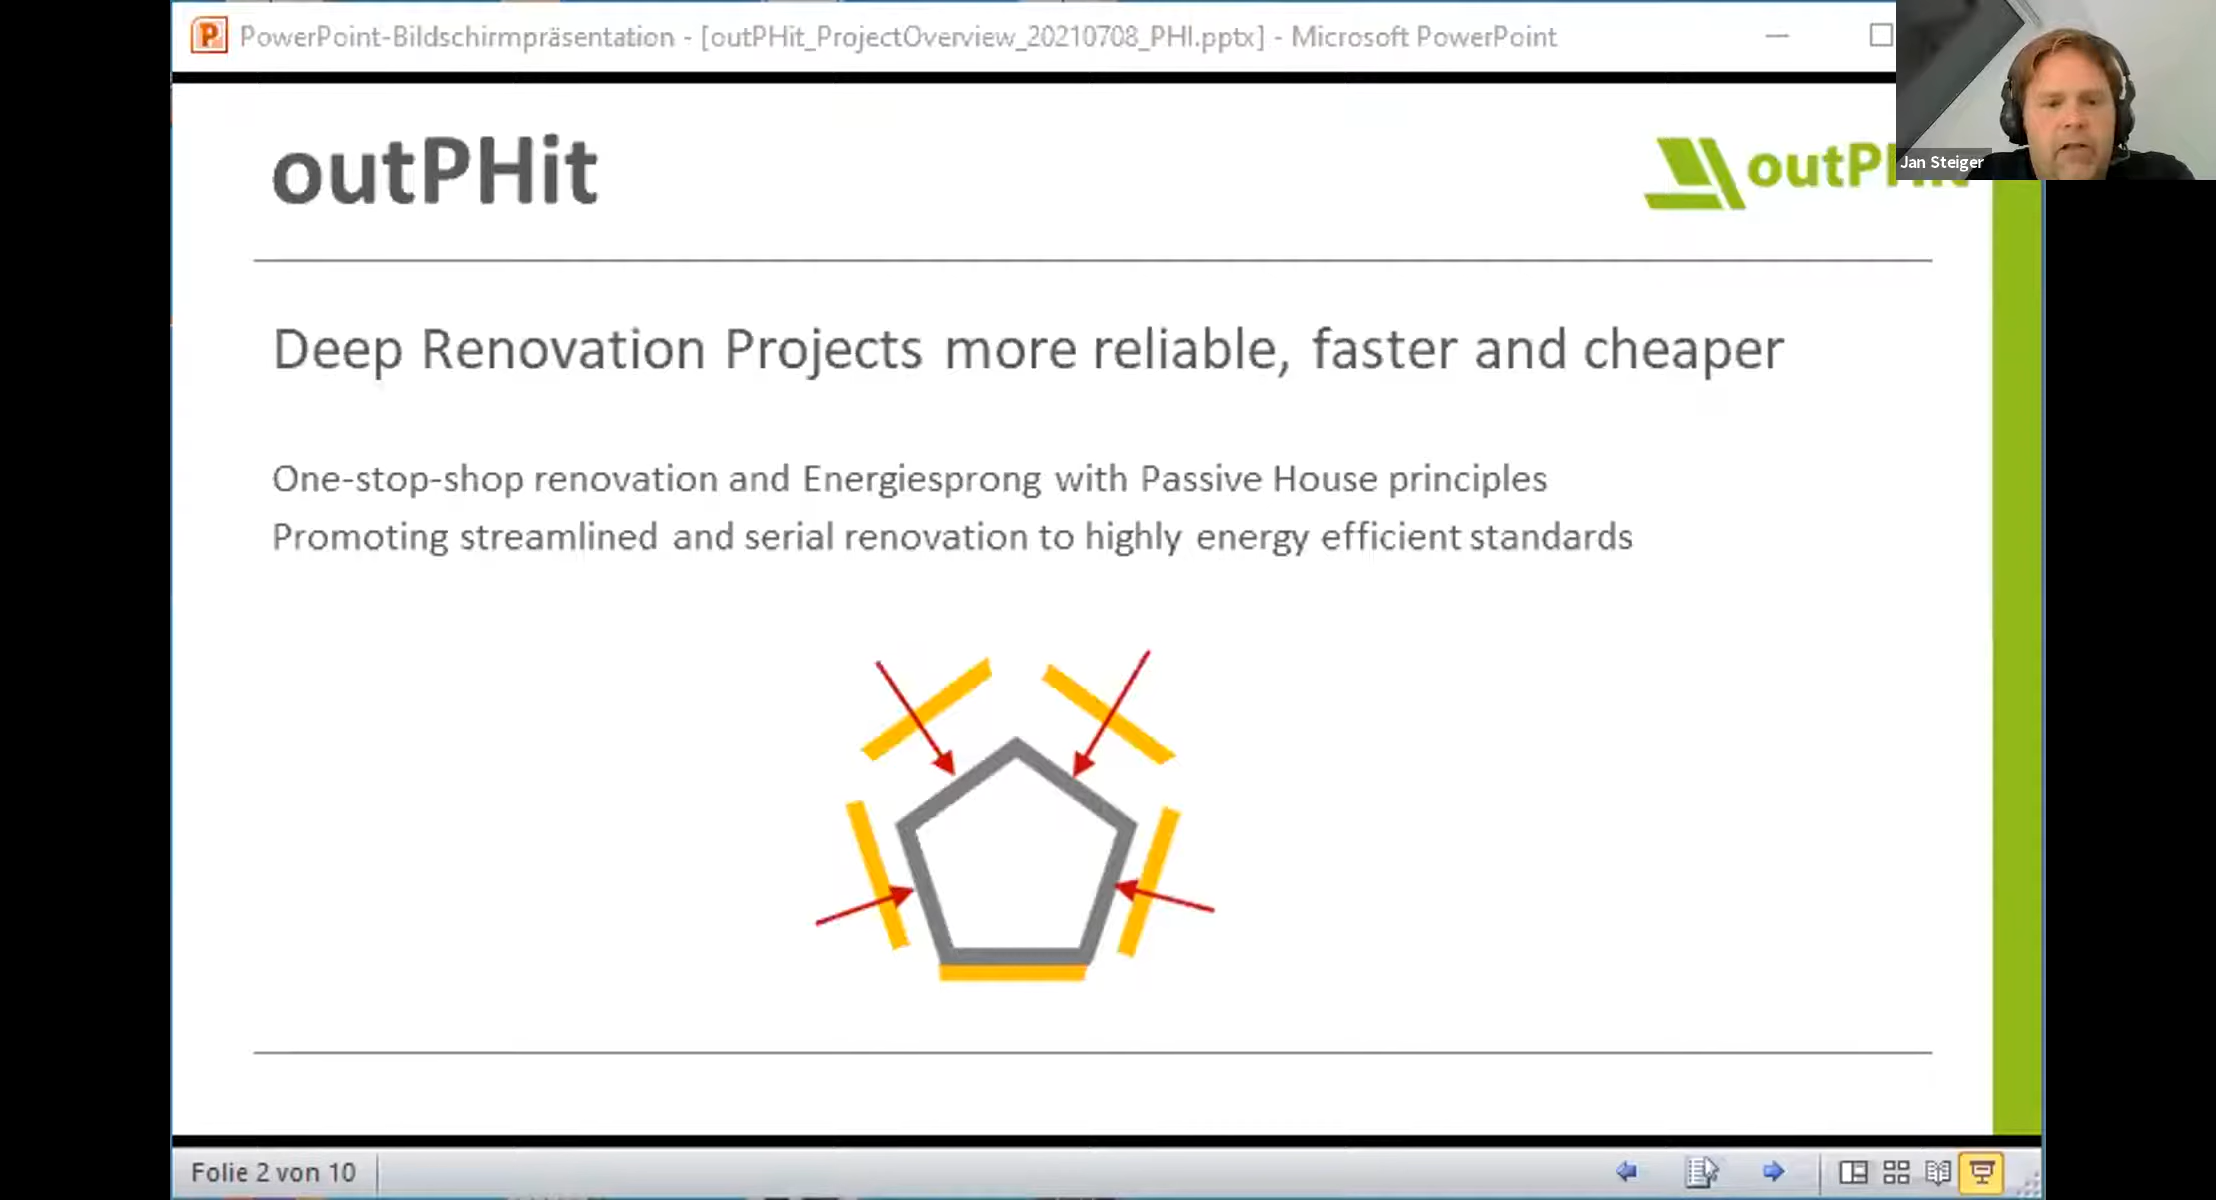 PowerPoint-Bildschirmpräsentation - [outPHit_ProjectOverview_20210708_PHI.pptx] - Microsoft PowerPoint
Jan Steiger
outPHit
outPHit
Deep Renovation Projects more reliable, faster and cheaper
One-stop-shop renovation and Energiesprong with Passive House principles
Promoting streamlined and serial renovation to highly energy efficient standards
Folie 2 von 10